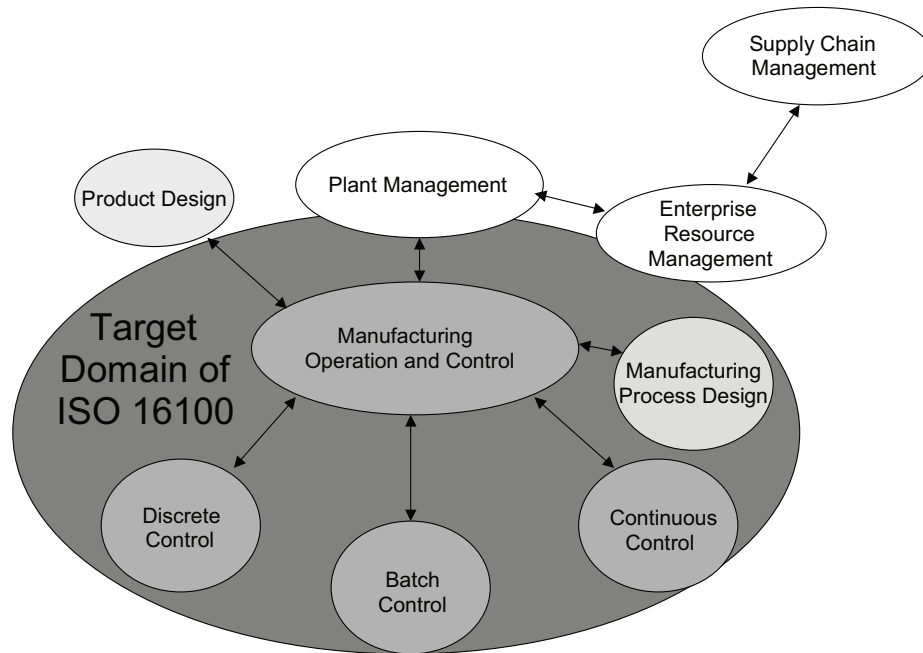 Supply Chain
Management
Plant Management
Product Design
Enterprise
Resource
Management
Target
Domain of
ISO 16100
Manufacturing
Operation and Control
Manufacturing
Process Design
Discrete
Control
Continuous
Control
Batch
Control